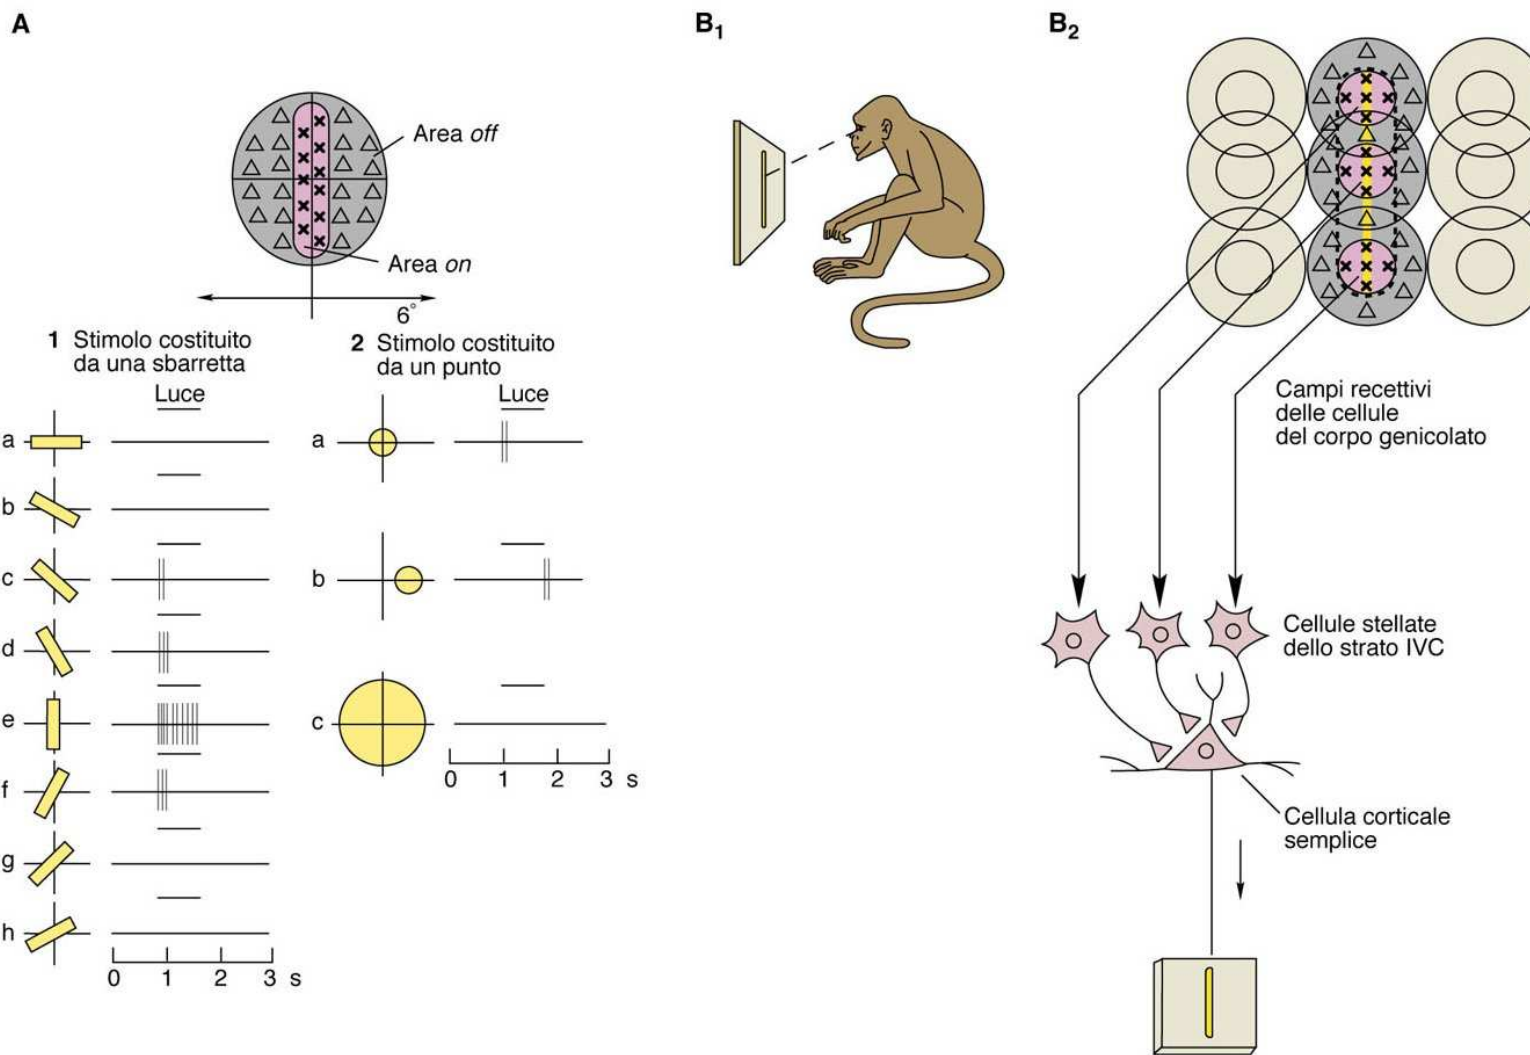 A
Area off
Area on
6°
1 Stimolo costituito
da una sbarretta
Luce
a
b
c
d
e
f
g
h
0 1 2 3 s
2 Stimolo costituito
da un punto
Luce
a
b
c
0 1 2 3 s
B1
B2
Campi recettivi
delle cellule
del corpo genicolato
Cellule stellate
dello strato IVC
Cellula corticale
semplice